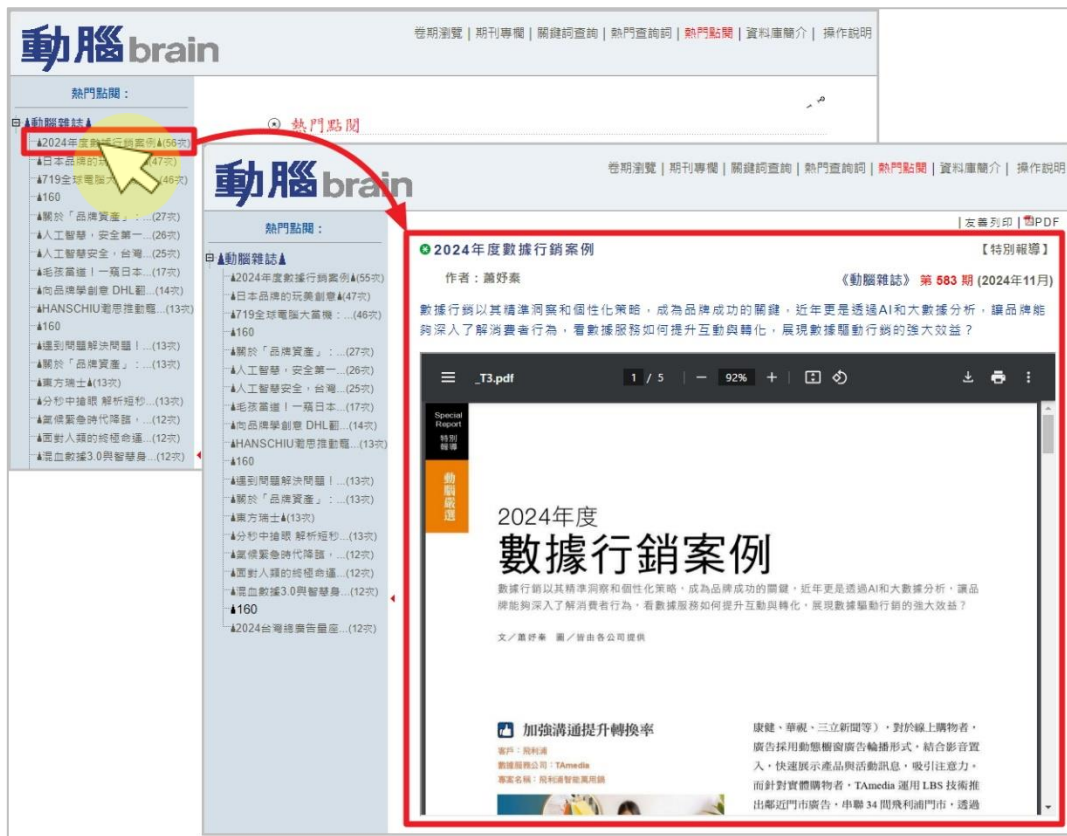 動腦brain
卷期瀏覽 | 期刊專欄 | 關鍵詞查詢 | 熱門查詢詞 | 熱門點閱 | 資料庫簡介 | 操作說明
熱門點閱：
動腦雜誌
2024年度數據行銷案例(56次)
日本品牌的玩
(47次)
719全球電腦大
(46次)
160
關於「品牌資產」：...(27次)
人工智慧，安全第一...(26次)
人工智慧安全，台灣...(25次)
毛孩當道！一窺日本...(17次)
向品牌學創意 DHL
...(14次)
HANSCHIU
思推動
...(13次)
160
遇到問題解決問題！...(13次)
關於「品牌資產」：...(13次)
東方瑞士(13次)
分秒中搶眼 解析短秒...(13次)
氣候緊急時代降臨，...(12次)
面對人類的終極命運...(12次)
混血數據3.0與智慧身...(12次)
熱門點閱
動腦brain
卷期瀏覽 | 期刊專欄 | 關鍵詞查詢 | 熱門查詢詞 | 熱門點閱 | 資料庫簡介 | 操作說明
熱門點閱：
動腦雜誌
2024年度數據行銷案例(55次)
日本品牌的玩美創意(47次)
719全球電腦大當機：...(46次)
160
關於「品牌資產」：...(27次)
人工智慧，安全第一...(26次)
人工智慧安全，台灣...(25次)
毛孩當道！一窺日本...(17次)
向品牌學創意 DHL
...(14次)
HANSCHIU
思推動
...(13次)
160
遇到問題解決問題！...(13次)
關於「品牌資產」：...(13次)
東方瑞士(13次)
分秒中搶眼 解析短秒...(13次)
氣候緊急時代降臨，...(12次)
面對人類的終極命運...(12次)
混血數據3.0與智慧身...(12次)
160
2024台灣總廣告量座...(12次)
| 友善列印 | PDF
2024年度數據行銷案例 【特別報導】
作者：蕭妤秦 《動腦雜誌》 第 583 期 (2024年11月)
數據行銷以其精準洞察和個性化策略，成為品牌成功的關鍵，近年更是透過AI和大數據分析，讓品牌能
夠深入了解消費者行為，看數據服務如何提升互動與轉化，展現數據驅動行銷的強大效益？
_T3.pdf 1 / 5 | − 92% + |
Special
Report
特別
報導
動腦嚴選
2024年度
數據行銷案例
數據行銷以其精準洞察和個性化策略，成為品牌成功的關鍵，近年更是透過AI和大數據分析，讓品
牌能夠深入了解消費者行為，看數據服務如何提升互動與轉化，展現數據驅動行銷的強大效益？
文／蕭妤秦 圖／皆由各公司提供
加強溝通提升轉換率
客戶：飛利浦
數據服務公司：TAmedia
專案名稱：飛利浦智能萬用鍋
康健、華視、三立新聞等），對於線上購物者，
廣告採用動態櫥窗廣告輪播形式，結合影音置
入，快速展示產品與活動訊息，吸引注意力。
而針對實體購物者，TAmedia 運用 LBS 技術推
出鄰近門市廣告，串聯 34 間飛利浦門市，透過